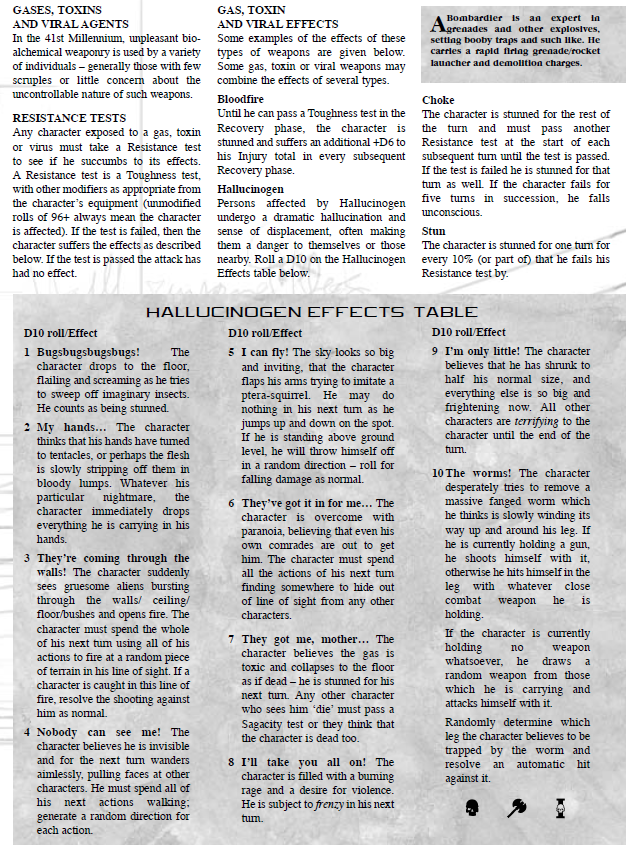 GASES, TOXINS
AND VIRAL AGENTS
In the 41st Millennium, unpleasant bio-
alchemical weaponry is used by a variety
of individuals – generally those with few
scruples or little concern about the
uncontrollable nature of such weapons.
RESISTANCE TESTS
Any character exposed to a gas, toxin
or virus must take a Resistance test
to see if he succumbs to its effects.
A Resistance test is a Toughness test,
with other modifiers as appropriate from
the character's equipment (unmodified
rolls of 96+ always mean the character
is affected). If the test is failed, then the
character suffers the effects as described
below. If the test is passed the attack has
had no effect.
GAS, TOXIN
AND VIRAL EFFECTS
Some examples of the effects of these
types of weapons are given below.
Some gas, toxin or viral weapons may
combine the effects of several types.
Bloodfire
Until he can pass a Toughness test in the
Recovery phase, the character is
stunned and suffers an additional +D6 to
his Injury total in every subsequent
Recovery phase.
Hallucinogen
Persons affected by Hallucinogen
undergo a dramatic hallucination and
sense of displacement, often making
them a danger to themselves or those
nearby. Roll a D10 on the Hallucinogen
Effects table below.
A Bombardier is an expert in
grenades and other explosives,
setting booby traps and such like. He
carries a rapid firing grenade/rocket
launcher and demolition charges.
Choke
The character is stunned for the rest of
the turn and must pass another
Resistance test at the start of each
subsequent turn until the test is passed.
If the test is failed he is stunned for that
turn as well. If the character fails for
five turns in succession, he falls
unconscious.
Stun
The character is stunned for one turn for
every 10% (or part of) that he fails his
Resistance test by.
HALLUCINOGEN EFFECTS TABLE
D10 roll/Effect
1 Bugsbugsbugsbugs! The
character drops to the floor,
flailing and screaming as he tries
to sweep off imaginary insects.
He counts as being stunned.
2 My hands… The character
thinks that his hands have turned
to tentacles, or perhaps the flesh
is slowly stripping off them in
bloody lumps. Whatever his
particular nightmare, the
character immediately drops
everything he is carrying in his
hands.
3 They're coming through the
walls! The character suddenly
sees gruesome aliens bursting
through the walls/ ceiling/
floor/bushes and opens fire. The
character must spend the whole
of his next turn using all of his
actions to fire at a random piece
of terrain in his line of sight. If a
character is caught in this line of
fire, resolve the shooting against
him as normal.
4 Nobody can see me! The
character believes he is invisible
and for the next turn wanders
aimlessly, pulling faces at other
characters. He must spend all of
his next actions walking;
generate a random direction for
each action.
D10 roll/Effect
5 I can fly! The sky looks so big
and inviting, that the character
flaps his arms trying to imitate a
ptera-squirrel. He may do
nothing in his next turn as he
jumps up and down on the spot.
If he is standing above ground
level, he will throw himself off
in a random direction – roll for
falling damage as normal.
6 They've got it in for me… The
character is overcome with
paranoia, believing that even his
own comrades are out to get
him. The character must spend
all the actions of his next turn
finding somewhere to hide out
of line of sight from any other
characters.
7 They got me, mother… The
character believes the gas is
toxic and collapses to the floor
as if dead – he is stunned for his
next turn. Any other character
who sees him 'die' must pass a
Sagacity test or they think that
the character is dead too.
8 I'll take you all on! The
character is filled with a burning
rage and a desire for violence.
He is subject to frenzy in his next
turn.
D10 roll/Effect
9 I'm only little! The character
believes that he has shrunk to
half his normal size, and
everything else is so big and
frightening now. All other
characters are terrifying to the
character until the end of the
turn.
10 The worms! The character
desperately tries to remove a
massive fanged worm which
he thinks is slowly winding its
way up and around his leg. If
he is currently holding a gun,
he shoots himself with it,
otherwise he hits himself in the
leg with whatever close
combat weapon he is
holding.
If the character is currently
holding no weapon
whatsoever, he draws a
random weapon from those
which he is carrying and
attacks himself with it.
Randomly determine which
leg the character believes to be
trapped by the worm and
resolve an automatic hit
against it.